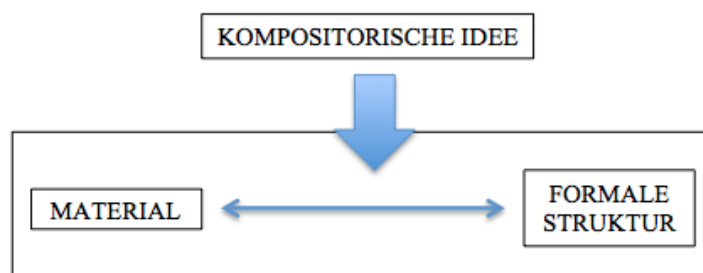 KOMPOSITORISCHE IDEE
MATERIAL
FORMALE
STRUKTUR